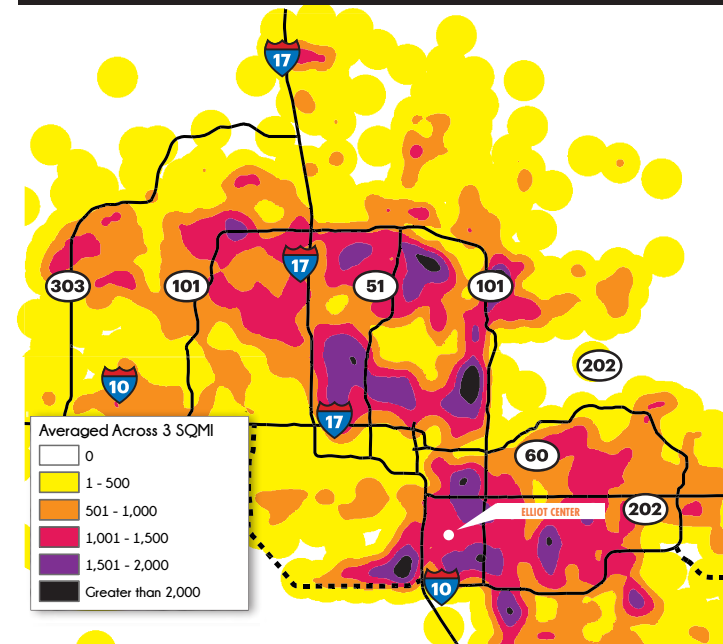 17
17
303
101
51
101
202
10
17
Averaged Across 3 SQMI
0
1 - 500
501 - 1,000
1,001 - 1,500
1,501 - 2,000
Greater than 2,000
60
ELLIOT CENTER
202
10